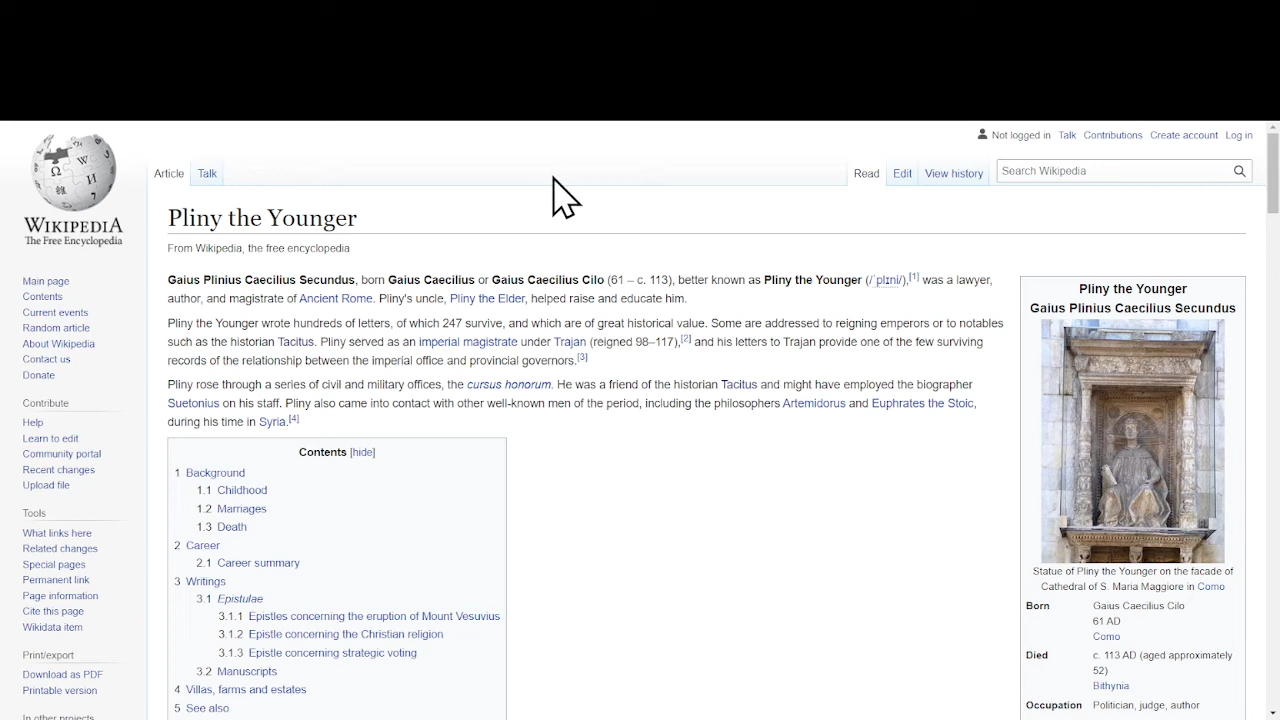 Not logged in Talk Contributions Create account Log in
Article Talk Read Edit View history Search Wikipedia
WIKIPEDIA
The Free Encyclopedia
Main page
Contents
Current events
Random article
About Wikipedia
Contact us
Donate
Contribute
Help
Learn to edit
Community portal
Recent changes
Upload file
Tools
What links here
Related changes
Special pages
Permanent link
Page information
Cite this page
Wikidata item
Print/export
Download as PDF
Printable version
In other projects
Pliny the Younger
From Wikipedia, the free encyclopedia
Gaius Plinius Caecilius Secundus, born Gaius Caecilius or Gaius Caecilius Cilo (61 – c. 113), better known as Pliny the Younger (/ˈplɪni/),[1] was a lawyer,
author, and magistrate of Ancient Rome. Pliny's uncle, Pliny the Elder, helped raise and educate him.
Pliny the Younger wrote hundreds of letters, of which 247 survive, and which are of great historical value. Some are addressed to reigning emperors or to notables
such as the historian Tacitus. Pliny served as an imperial magistrate under Trajan (reigned 98–117),[2] and his letters to Trajan provide one of the few surviving
records of the relationship between the imperial office and provincial governors.[3]
Pliny rose through a series of civil and military offices, the cursus honorum. He was a friend of the historian Tacitus and might have employed the biographer
Suetonius on his staff. Pliny also came into contact with other well-known men of the period, including the philosophers Artemidorus and Euphrates the Stoic,
during his time in Syria.[4]
Contents [hide]
1 Background
1.1 Childhood
1.2 Marriages
1.3 Death
2 Career
2.1 Career summary
3 Writings
3.1 Epistulae
3.1.1 Epistles concerning the eruption of Mount Vesuvius
3.1.2 Epistle concerning the Christian religion
3.1.3 Epistle concerning strategic voting
3.2 Manuscripts
4 Villas, farms and estates
5 See also
Pliny the Younger
Gaius Plinius Caecilius Secundus
Statue of Pliny the Younger on the facade of
Cathedral of S. Maria Maggiore in Como
Born Gaius Caecilius Cilo
61 AD
Como
Died c. 113 AD (aged approximately
52)
Bithynia
Occupation Politician, judge, author